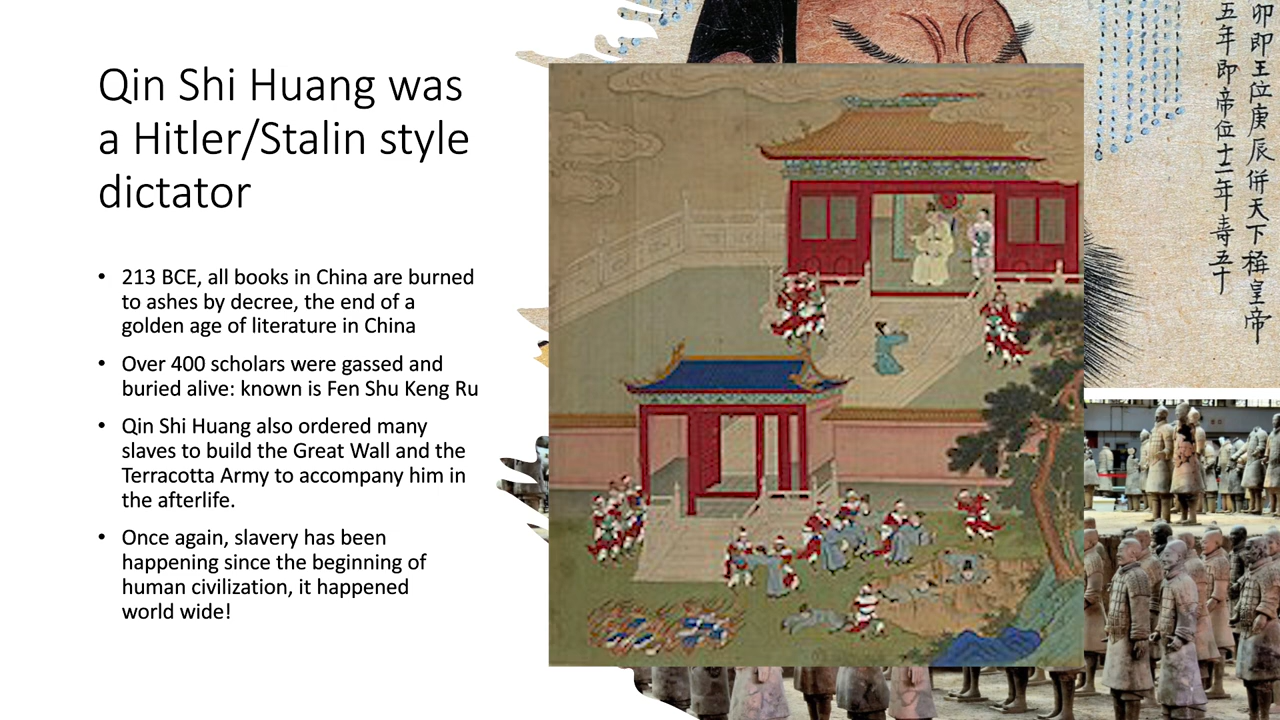 Qin Shi Huang was
a Hitler/Stalin style
dictator
• 213 BCE, all books in China are burned
to ashes by decree, the end of a
golden age of literature in China
• Over 400 scholars were gassed and
buried alive: known is Fen Shu Keng Ru
• Qin Shi Huang also ordered many
slaves to build the Great Wall and the
Terracotta Army to accompany him in
the afterlife.
• Once again, slavery has been
happening since the beginning of
human civilization, it happened
world wide!
卯即王位庚辰併天下稱皇帝
五年即帝位十二年壽五十